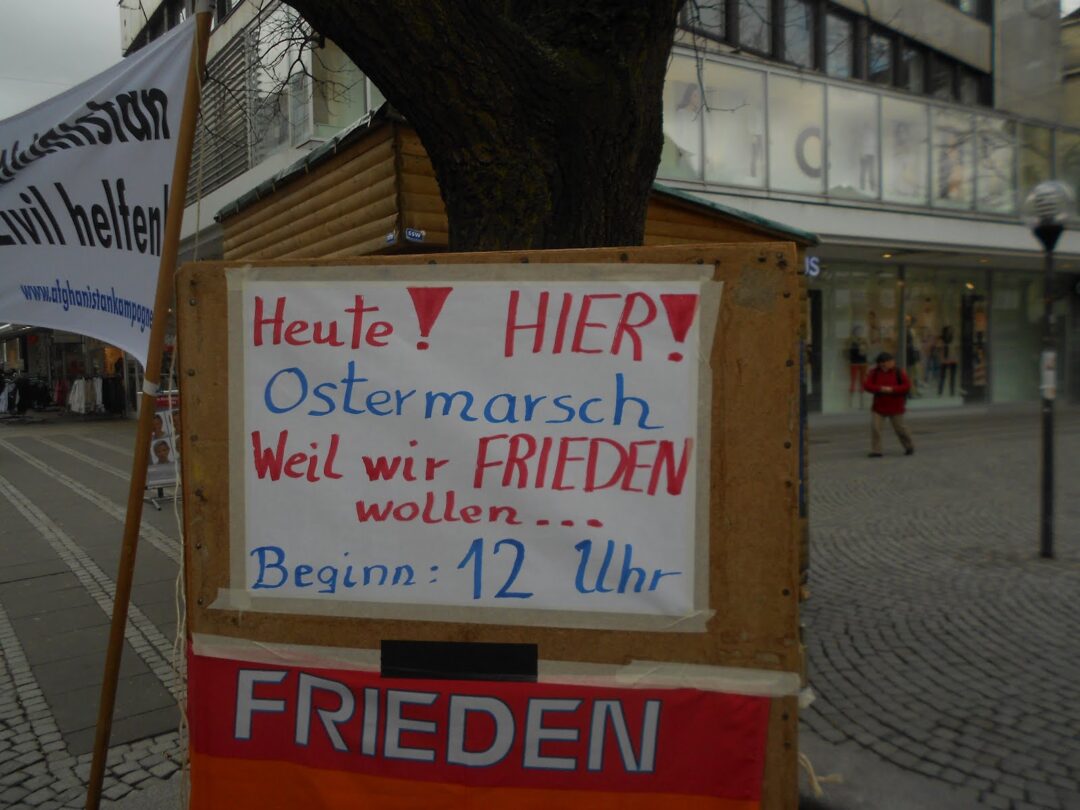 Zivil helfen!
www.afghanistankampagne
Heute! HIER!
Ostermarsch
Weil wir FRIEDEN
wollen...
Beginn: 12 Uhr
FRIEDEN